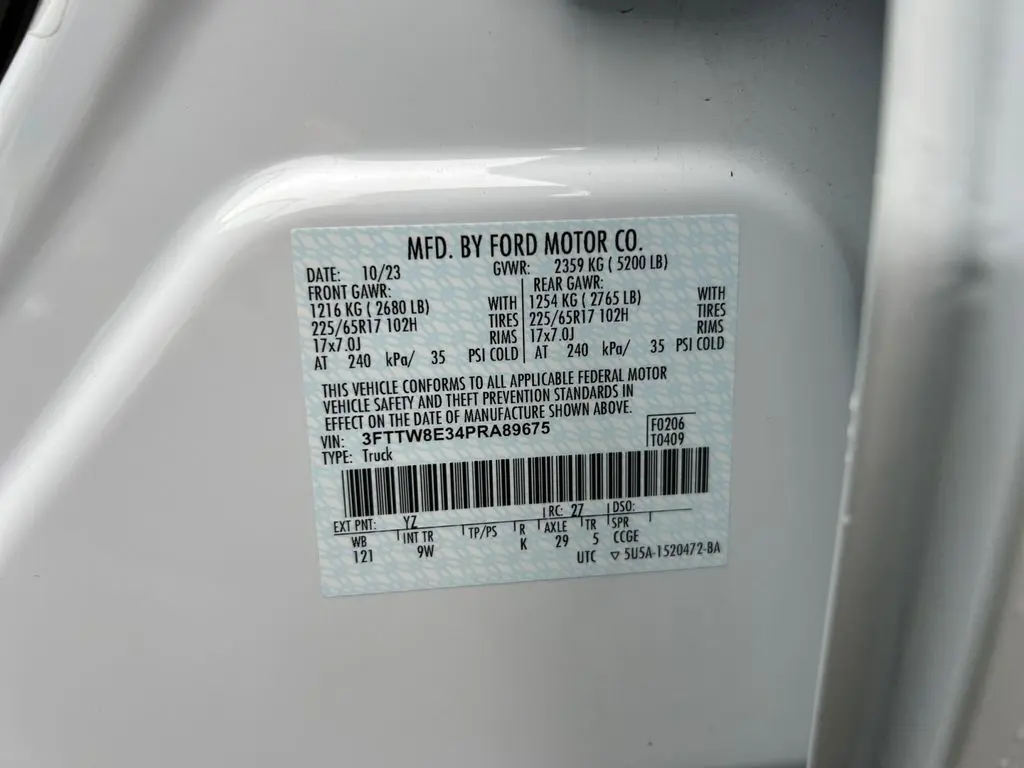 MFD. BY FORD MOTOR CO.
DATE: 10/23 GVWR: 2359 KG ( 5200 LB)
FRONT GAWR: REAR GAWR:
1216 KG ( 2680 LB) WITH 1254 KG ( 2765 LB) WITH
225/65R17 102H TIRES 225/65R17 102H TIRES
17x7.0J RIMS 17x7.0J RIMS
AT 240 kPa/ 35 PSI COLD AT 240 kPa/ 35 PSI COLD
THIS VEHICLE CONFORMS TO ALL APPLICABLE FEDERAL MOTOR
VEHICLE SAFETY AND THEFT PREVENTION STANDARDS IN
EFFECT ON THE DATE OF MANUFACTURE SHOWN ABOVE.
VIN: 3FTTW8E34PRA89675 F0206
TYPE: Truck T0409
EXT PNT: YZ RC: 27 DSO:
WB INT TR TP/PS R AXLE TR SPR
121 9W K 29 5 CCGE
UTC ▽ 5U5A-1520472-BA